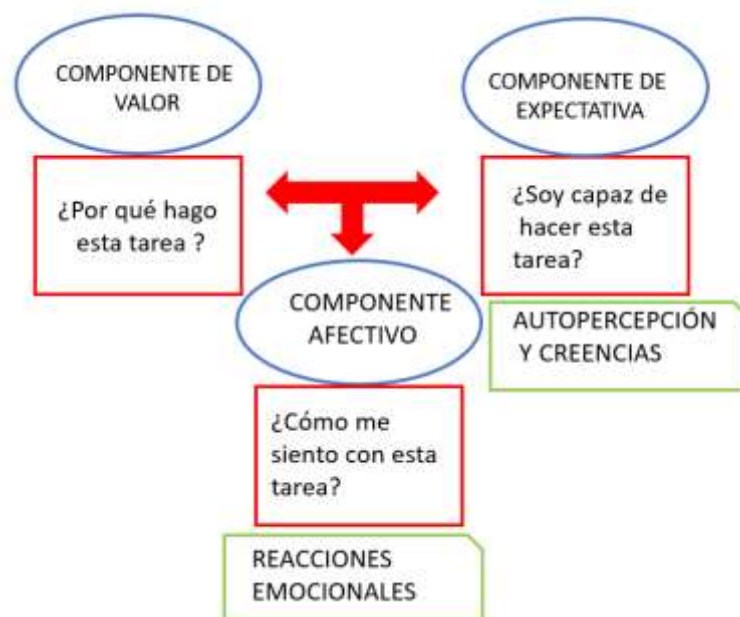 COMPONENTE DE
VALOR
COMPONENTE DE
EXPECTATIVA
¿Por qué hago
esta tarea ?
¿Soy capaz de
hacer esta
tarea?
COMPONENTE
AFECTIVO
AUTOPERCEPCIÓN
Y CREENCIAS
¿Cómo me
siento con esta
tarea?
REACCIONES
EMOCIONALES